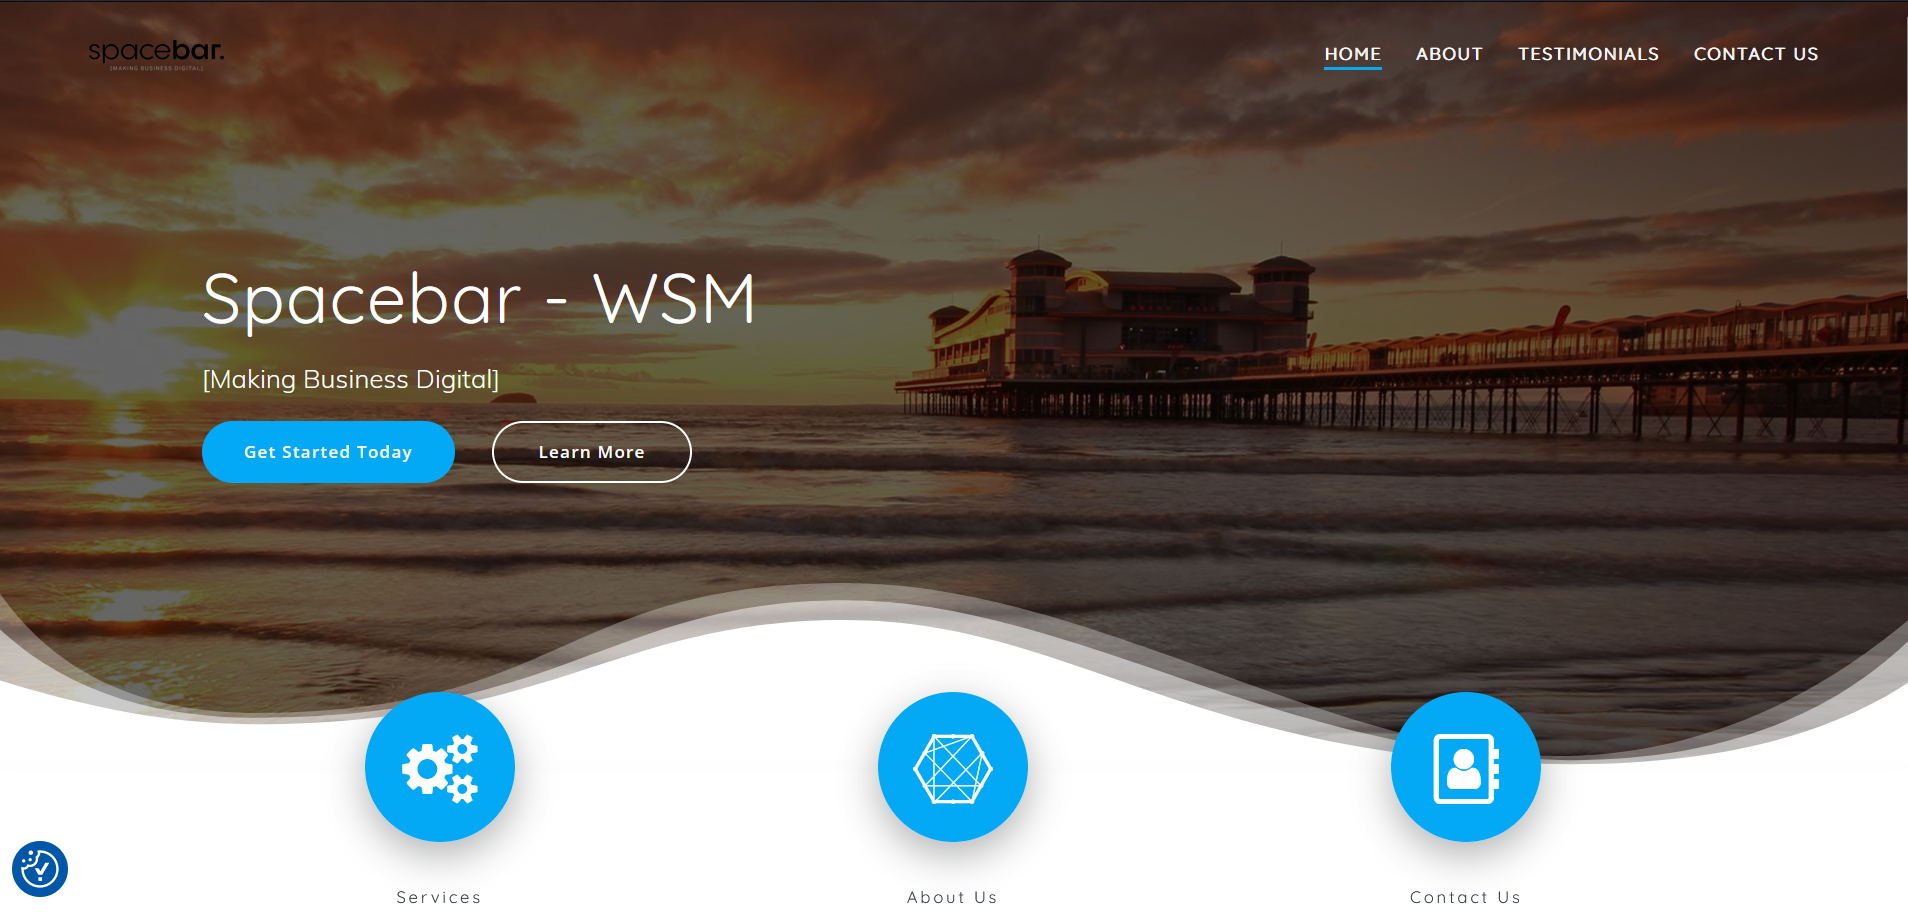 spacebar.
[MAKING BUSINESS DIGITAL]
HOME ABOUT TESTIMONIALS CONTACT US
Spacebar - WSM
[Making Business Digital]
Get Started Today Learn More
Services About Us Contact Us